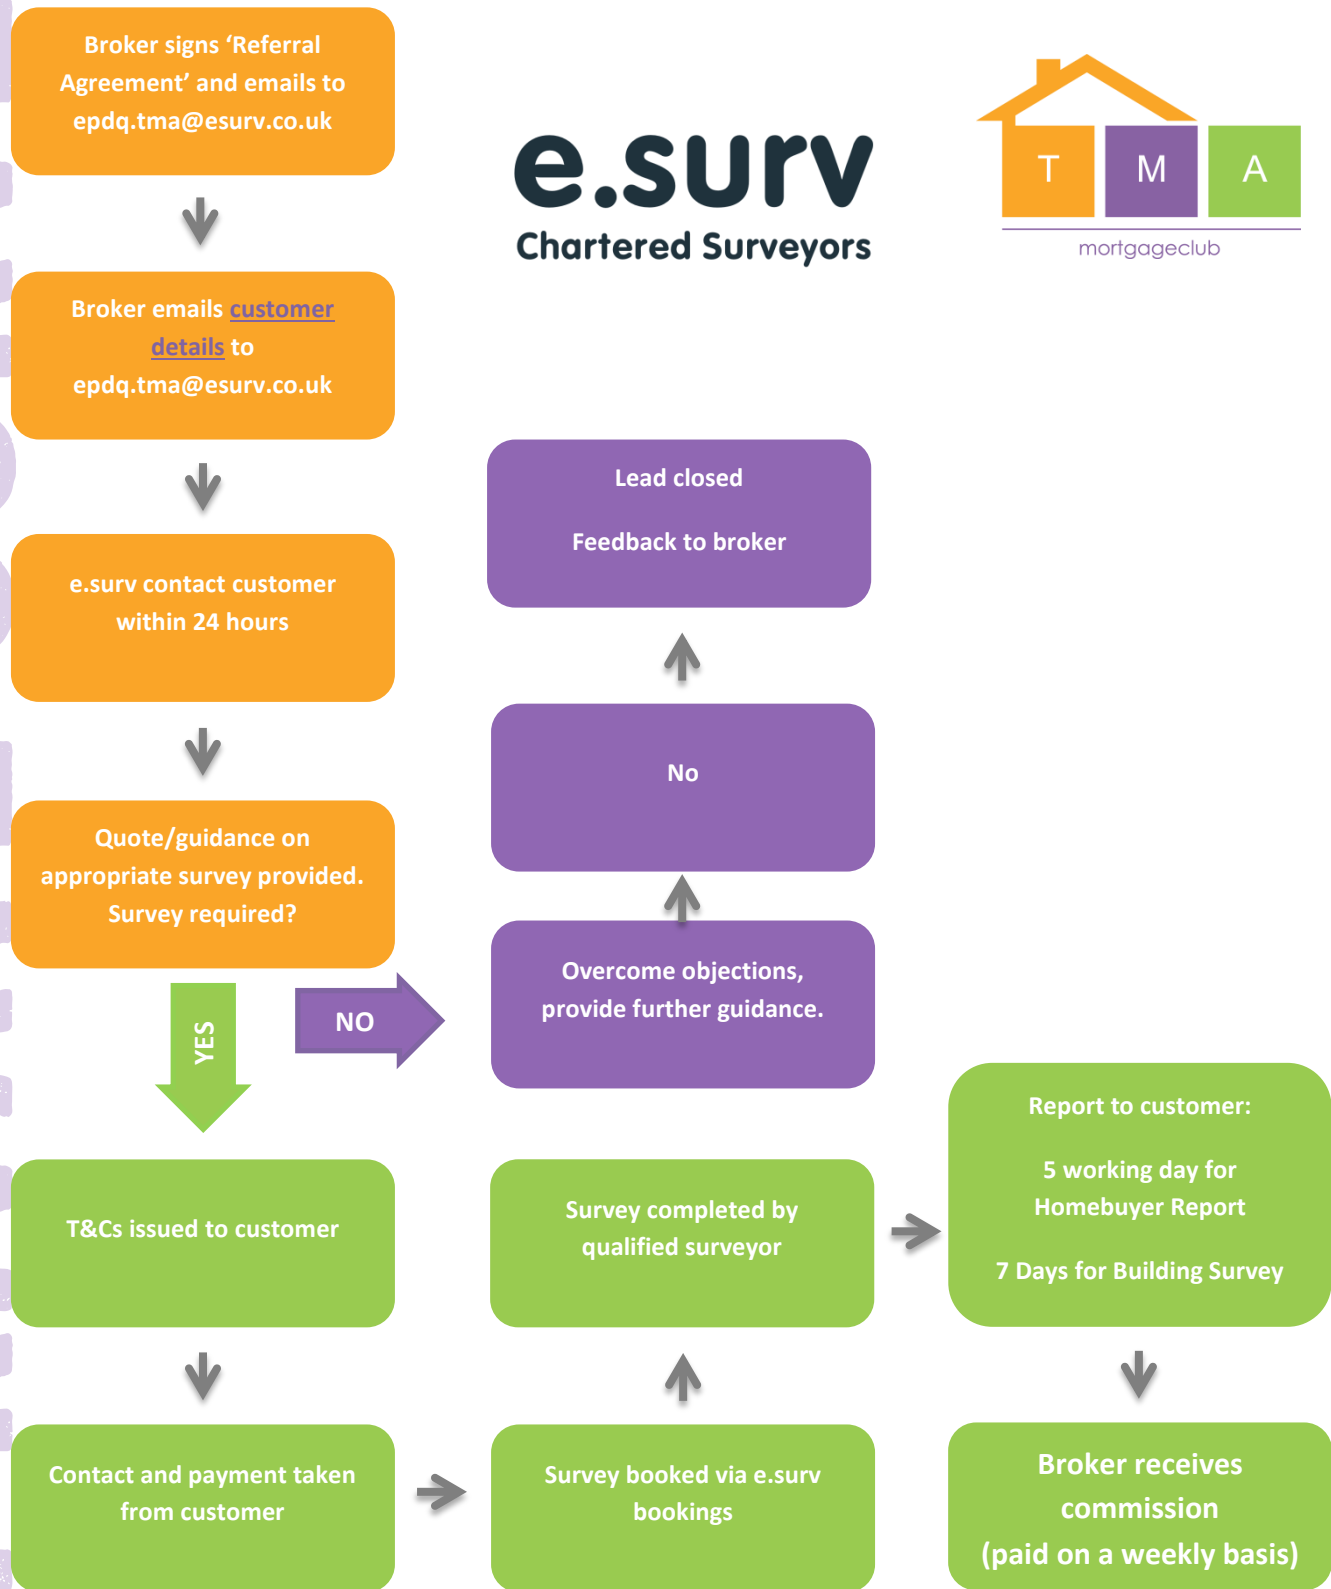 Broker signs ‘Referral
Agreement’ and emails to
epdq.tma@esurv.co.uk
e.surv
Chartered Surveyors
T M A
mortgageclub
Broker emails customer
details to
epdq.tma@esurv.co.uk
e.surv contact customer
within 24 hours
Quote/guidance on
appropriate survey provided.
Survey required?
YES
NO
Lead closed
Feedback to broker
No
Overcome objections,
provide further guidance.
T&Cs issued to customer
Contact and payment taken
from customer
Survey booked via e.surv
bookings
Survey completed by
qualified surveyor
Report to customer:
5 working day for
Homebuyer Report
7 Days for Building Survey
Broker receives
commission
(paid on a weekly basis)